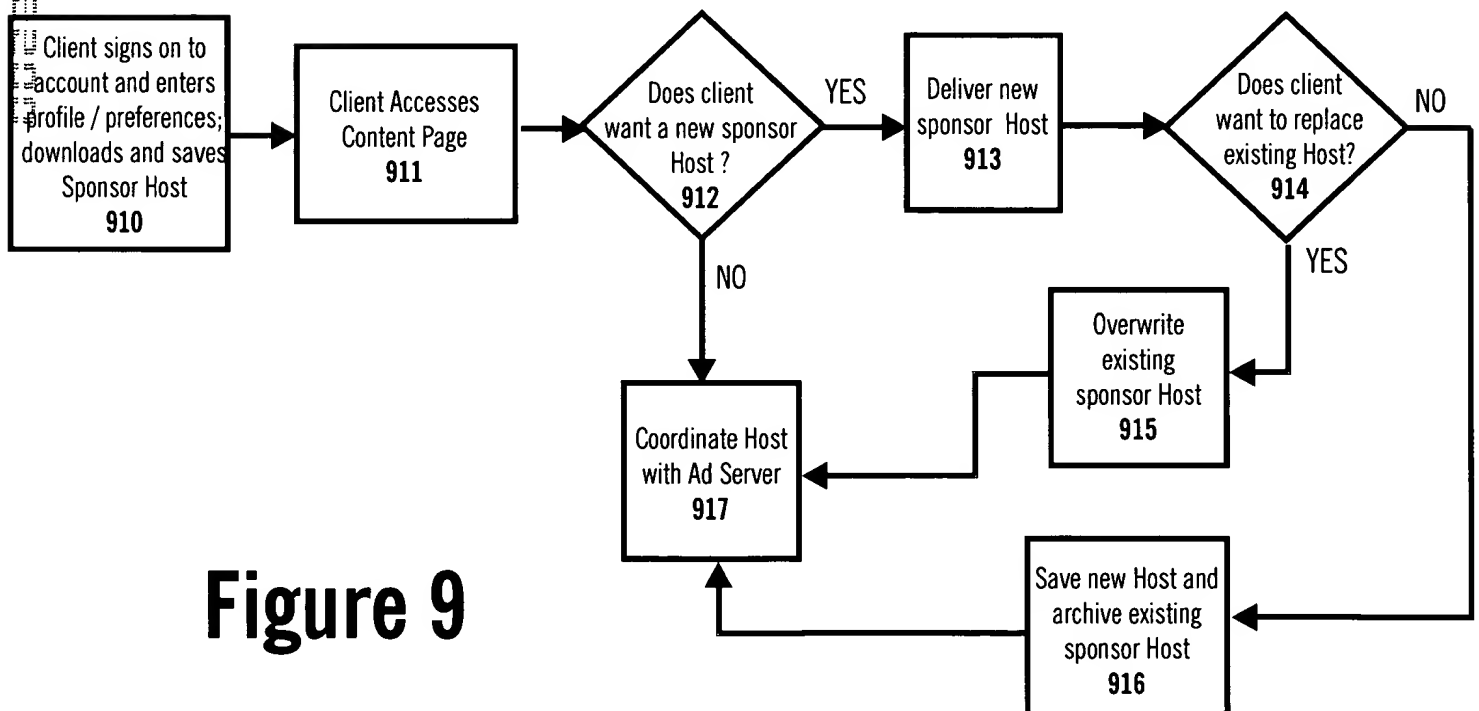 Client signs on to
account and enters
profile / preferences;
downloads and saves
Sponsor Host
910
Client Accesses
Content Page
911
Does client
want a new sponsor
Host ?
912
YES
NO
Deliver new
sponsor Host
913
Does client
want to replace
existing Host?
914
NO
YES
Overwrite
existing
sponsor Host
915
Coordinate Host
with Ad Server
917
Save new Host and
archive existing
sponsor Host
916
Figure 9